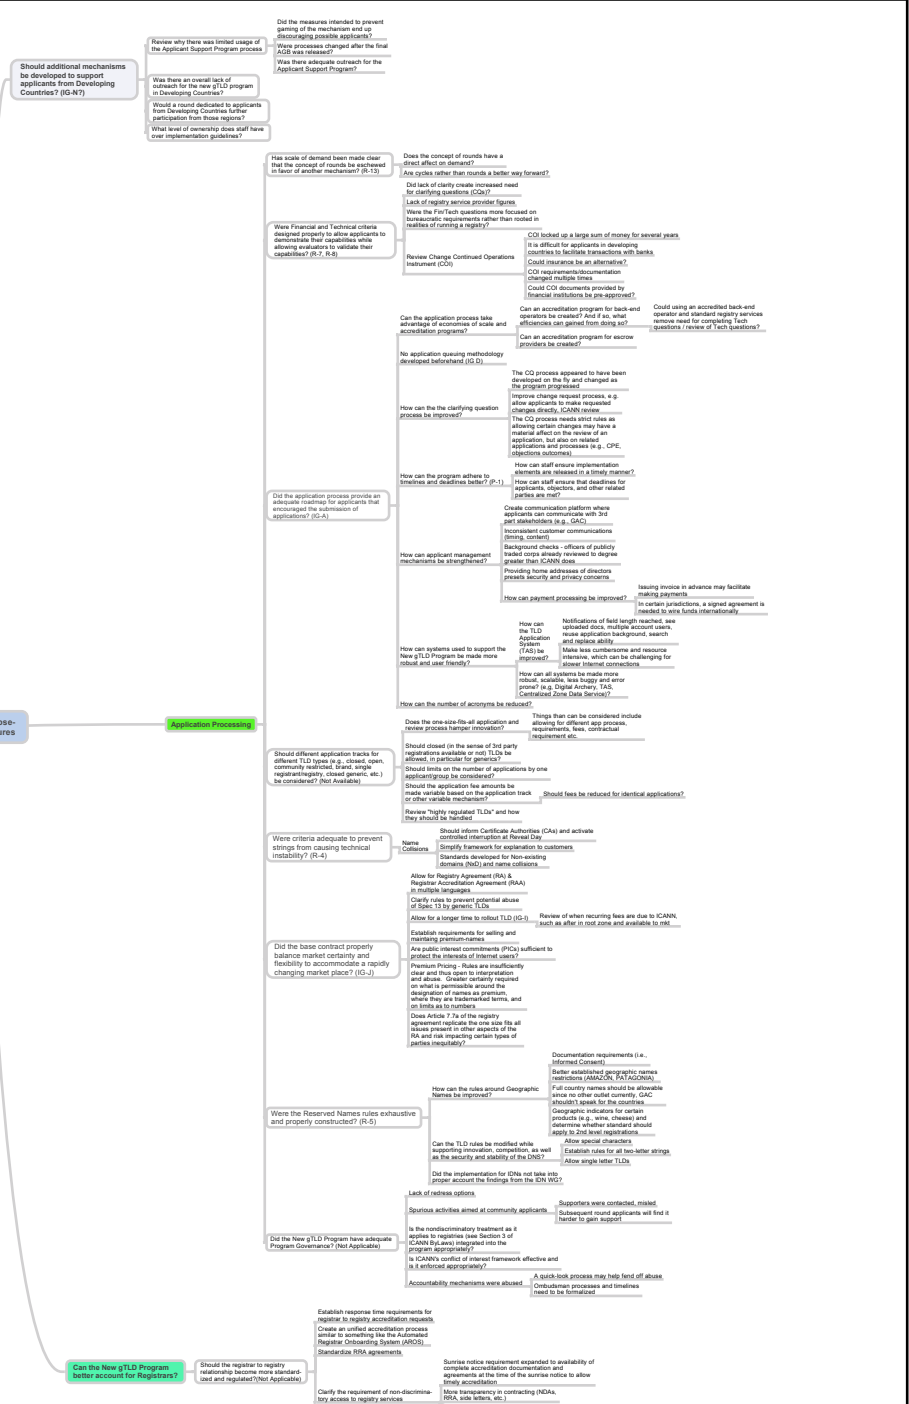 Should additional mechanisms
be developed to support
applicants from Developing
Countries? (IG-N?)
Review why there was limited usage of
the Applicant Support Program process
Did the measures intended to prevent
gaming of the mechanism end up
discouraging possible applicants?
Were processes changed after the final
AGB was released?
Was there adequate outreach for the
Applicant Support Program?
Was there an overall lack of
outreach for the new gTLD program
in Developing Countries?
Would a round dedicated to applicants
from Developing Countries further
participation from those regions?
What level of ownership does staff have
over implementation guidelines?
ose-
ures
Application Processing
Has scale of demand been made clear
that the concept of rounds be eschewed
in favor of another mechanism? (R-13)
Does the concept of rounds have a
direct affect on demand?
Are cycles rather than rounds a better way forward?
Were Financial and Technical criteria
designed properly to allow applicants to
demonstrate their capabilities while
allowing evaluators to validate their
capabilities? (R-7, R-8)
Did lack of clarity create increased need
for clarifying questions (CQs)?
Lack of registry service provider figures
Were the Fin/Tech questions more focused on
bureaucratic requirements rather than rooted in
realities of running a registry?
Review Change Continued Operations
Instrument (COI)
COI locked up a large sum of money for several years
It is difficult for applicants in developing
countries to facilitate transactions with banks
Could insurance be an alternative?
COI requirements/documentation
changed multiple times
Could COI documents provided by
financial institutions be pre-approved?
Did the application process provide an
adequate roadmap for applicants that
encouraged the submission of
applications? (IG-A)
Can the application process take
advantage of economies of scale and
accreditation programs?
Can an accreditation program for back-end
operators be created? And if so, what
efficiencies can gained from doing so?
Could using an accredited back-end
operator and standard registry services
remove need for completing Tech
questions / review of Tech questions?
Can an accreditation program for escrow
providers be created?
No application queuing methodology
developed beforehand (IG D)
How can the the clarifying question
process be improved?
The CQ process appeared to have been
developed on the fly and changed as
the program progressed
Improve change request process, e.g.
allow applicants to make requested
changes directly, ICANN review
The CQ process needs strict rules as
allowing certain changes may have a
material affect on the review of an
application, but also on related
applications and processes (e.g., CPE,
objections outcomes)
How can the program adhere to
timelines and deadlines better? (P-1)
How can staff ensure implementation
elements are released in a timely manner?
How can staff ensure that deadlines for
applicants, objectors, and other related
parties are met?
How can applicant management
mechanisms be strengthened?
Create communication platform where
applicants can communicate with 3rd
part stakeholders (e.g., GAC)
Inconsistent customer communications
(timing, content)
Background checks - officers of publicly
traded corps already reviewed to degree
greater than ICANN does
Providing home addresses of directors
presets security and privacy concerns
How can payment processing be improved?
Issuing invoice in advance may facilitate
making payments
In certain jurisdictions, a signed agreement is
needed to wire funds internationally
How can systems used to support the
New gTLD Program be made more
robust and user friendly?
How can
the TLD
Application
System
(TAS) be
improved?
Notifications of field length reached, see
uploaded docs, multiple account users,
reuse application background, search
and replace ability
Make less cumbersome and resource
intensive, which can be challenging for
slower Internet connections
How can all systems be made more
robust, scalable, less buggy and error
prone? (e.g, Digital Archery, TAS,
Centralized Zone Data Service)?
How can the number of acronyms be reduced?
Should different application tracks for
different TLD types (e.g., closed, open,
community restricted, brand, single
registrant/registry, closed generic, etc.)
be considered? (Not Available)
Does the one-size-fits-all application and
review process hamper innovation?
Things than can be considered include
allowing for different app process,
requirements, fees, contractual
requirement etc.
Should closed (in the sense of 3rd party
registrations available or not) TLDs be
allowed, in particular for generics?
Should limits on the number of applications by one
applicant/group be considered?
Should the application fee amounts be
made variable based on the application track
or other variable mechanism?
Should fees be reduced for identical applications?
Review "highly regulated TLDs" and how
they should be handled
Were criteria adequate to prevent
strings from causing technical
instability? (R-4)
Name
Collisions
Should inform Certificate Authorities (CAs) and activate
controlled interruption at Reveal Day
Simplify framework for explanation to customers
Standards developed for Non-existing
domains (NxD) and name collisions
Did the base contract properly
balance market certainty and
flexibility to accommodate a rapidly
changing market place? (IG-J)
Allow for Registry Agreement (RA) &
Registrar Accreditation Agreement (RAA)
in multiple languages
Clarify rules to prevent potential abuse
of Spec 13 by generic TLDs
Allow for a longer time to rollout TLD (IG-I)
Review of when recurring fees are due to ICANN,
such as after in root zone and available to mkt
Establish requirements for selling and
maintaing premium-names
Are public interest commitments (PICs) sufficient to
protect the interests of Internet users?
Premium Pricing - Rules are insufficiently
clear and thus open to interpretation
and abuse. Greater certainly required
on what is permissible around the
designation of names as premium,
where they are trademarked terms, and
on limits as to numbers
Does Article 7.7a of the registry
agreement replicate the one size fits all
issues present in other aspects of the
RA and risk impacting certain types of
parties inequitably?
Were the Reserved Names rules exhaustive
and properly constructed? (R-5)
How can the rules around Geographic
Names be improved?
Documentation requirements (i.e.,
Informed Consent)
Better established geographic names
restrictions (AMAZON, PATAGONIA)
Full country names should be allowable
since no other outlet currently, GAC
shouldn't speak for the countries
Geographic indicators for certain
products (e.g., wine, cheese) and
determine whether standard should
apply to 2nd level registrations
Can the TLD rules be modified while
supporting innovation, competition, as well
as the security and stability of the DNS?
Allow special characters
Establish rules for all two-letter strings
Allow single letter TLDs
Did the implementation for IDNs not take into
proper account the findings from the IDN WG?
Did the New gTLD Program have adequate
Program Governance? (Not Applicable)
Lack of redress options
Spurious activities aimed at community applicants
Supporters were contacted, misled
Subsequent round applicants will find it
harder to gain support
Is the nondiscriminatory treatment as it
applies to registries (see Section 3 of
ICANN ByLaws) integrated into the
program appropriately?
Is ICANN's conflict of interest framework effective and
is it enforced appropriately?
Accountability mechanisms were abused
A quick-look process may help fend off abuse
Ombudsman processes and timelines
need to be formalized
Can the New gTLD Program
better account for Registrars?
Should the registrar to registry
relationship become more standard-
ized and regulated?(Not Applicable)
Establish response time requirements for
registrar to registry accreditation requests
Create an unified accreditation process
similar to something like the Automated
Registrar Onboarding System (AROS)
Standardize RRA agreements
Clarify the requirement of non-discrimina-
tory access to registry services
Sunrise notice requirement expanded to availability of
complete accreditation documentation and
agreements at the time of the sunrise notice to allow
timely accreditation
More transparency in contracting (NDAs,
RRA, side letters, etc.)